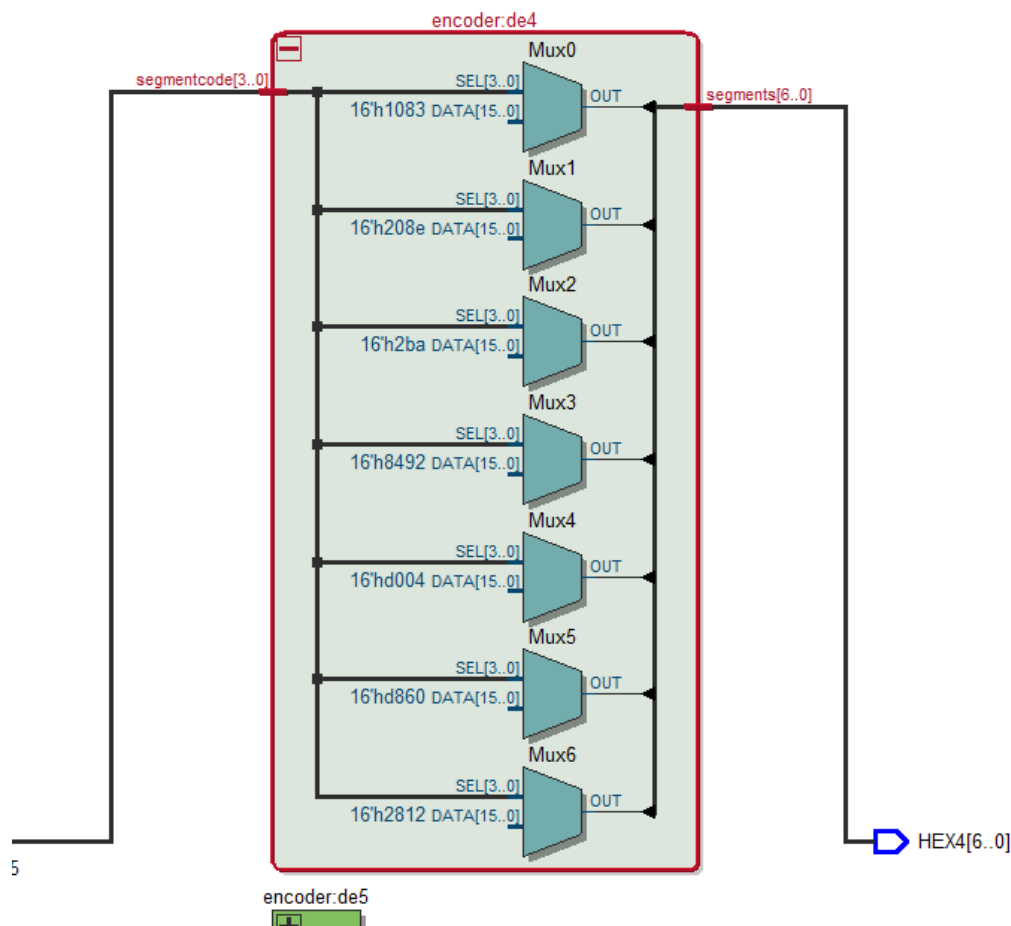 encoder:de4
Mux0
segmentcode[3..0]
SEL[3..0]
OUT
segments[6..0]
16'h1083 DATA[15..0]
Mux1
SEL[3..0]
OUT
16'h208e DATA[15..0]
Mux2
SEL[3..0]
OUT
16'h2ba DATA[15..0]
Mux3
SEL[3..0]
OUT
16'h8492 DATA[15..0]
Mux4
SEL[3..0]
OUT
16'hd004 DATA[15..0]
Mux5
SEL[3..0]
OUT
16'hd860 DATA[15..0]
Mux6
SEL[3..0]
OUT
16'h2812 DATA[15..0]
HEX4[6..0]
5
encoder:de5